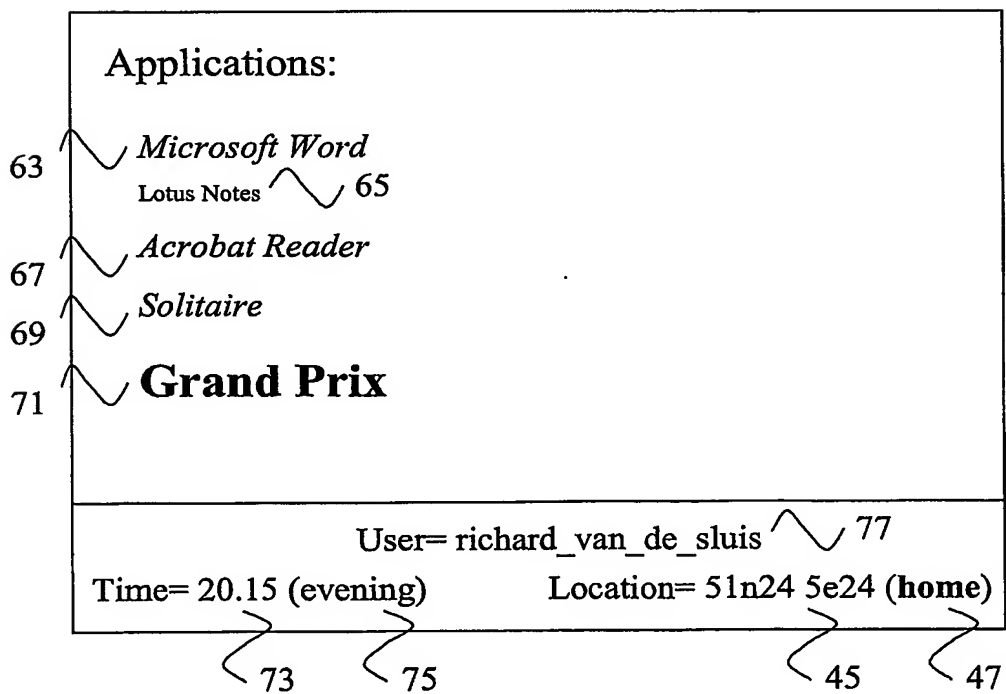 Applications:
63 Microsoft Word
Lotus Notes 65
67 Acrobat Reader
69 Solitaire
71 Grand Prix
User= richard_van_de_sluis 77
Time= 20.15 (evening) Location= 51n24 5e24 (home)
73 75 45 47